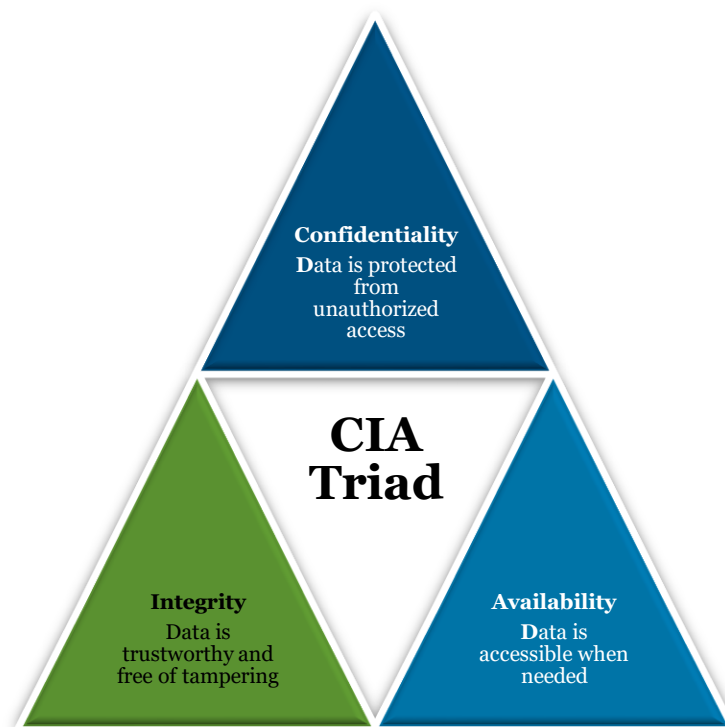 Confidentiality
Data is protected
from
unauthorized
access
CIA
Triad
Integrity
Data is
trustworthy and
free of tampering
Availability
Data is
accessible when
needed